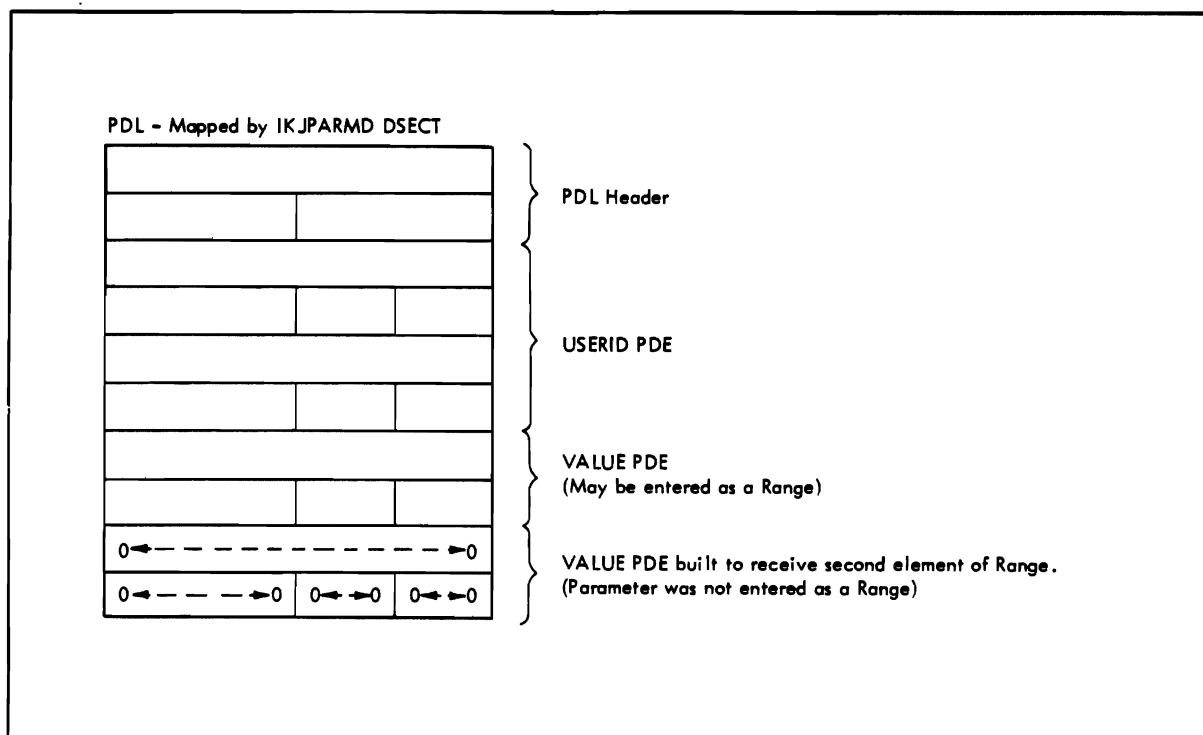 PDL - Mapped by IKJPARMD DSECT
PDL Header
USERID PDE
VALUE PDE
(May be entered as a Range)
0 0
VALUE PDE built to receive second element of Range.
0 0 0 0 0 0
(Parameter was not entered as a Range)